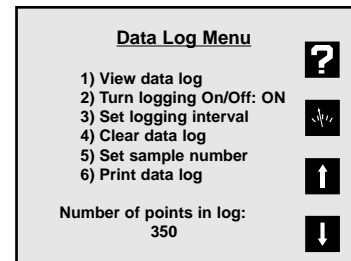 Data Log Menu
1) View data log
2) Turn logging On/Off: ON
3) Set logging interval
4) Clear data log
5) Set sample number
6) Print data log
Number of points in log:
350
?